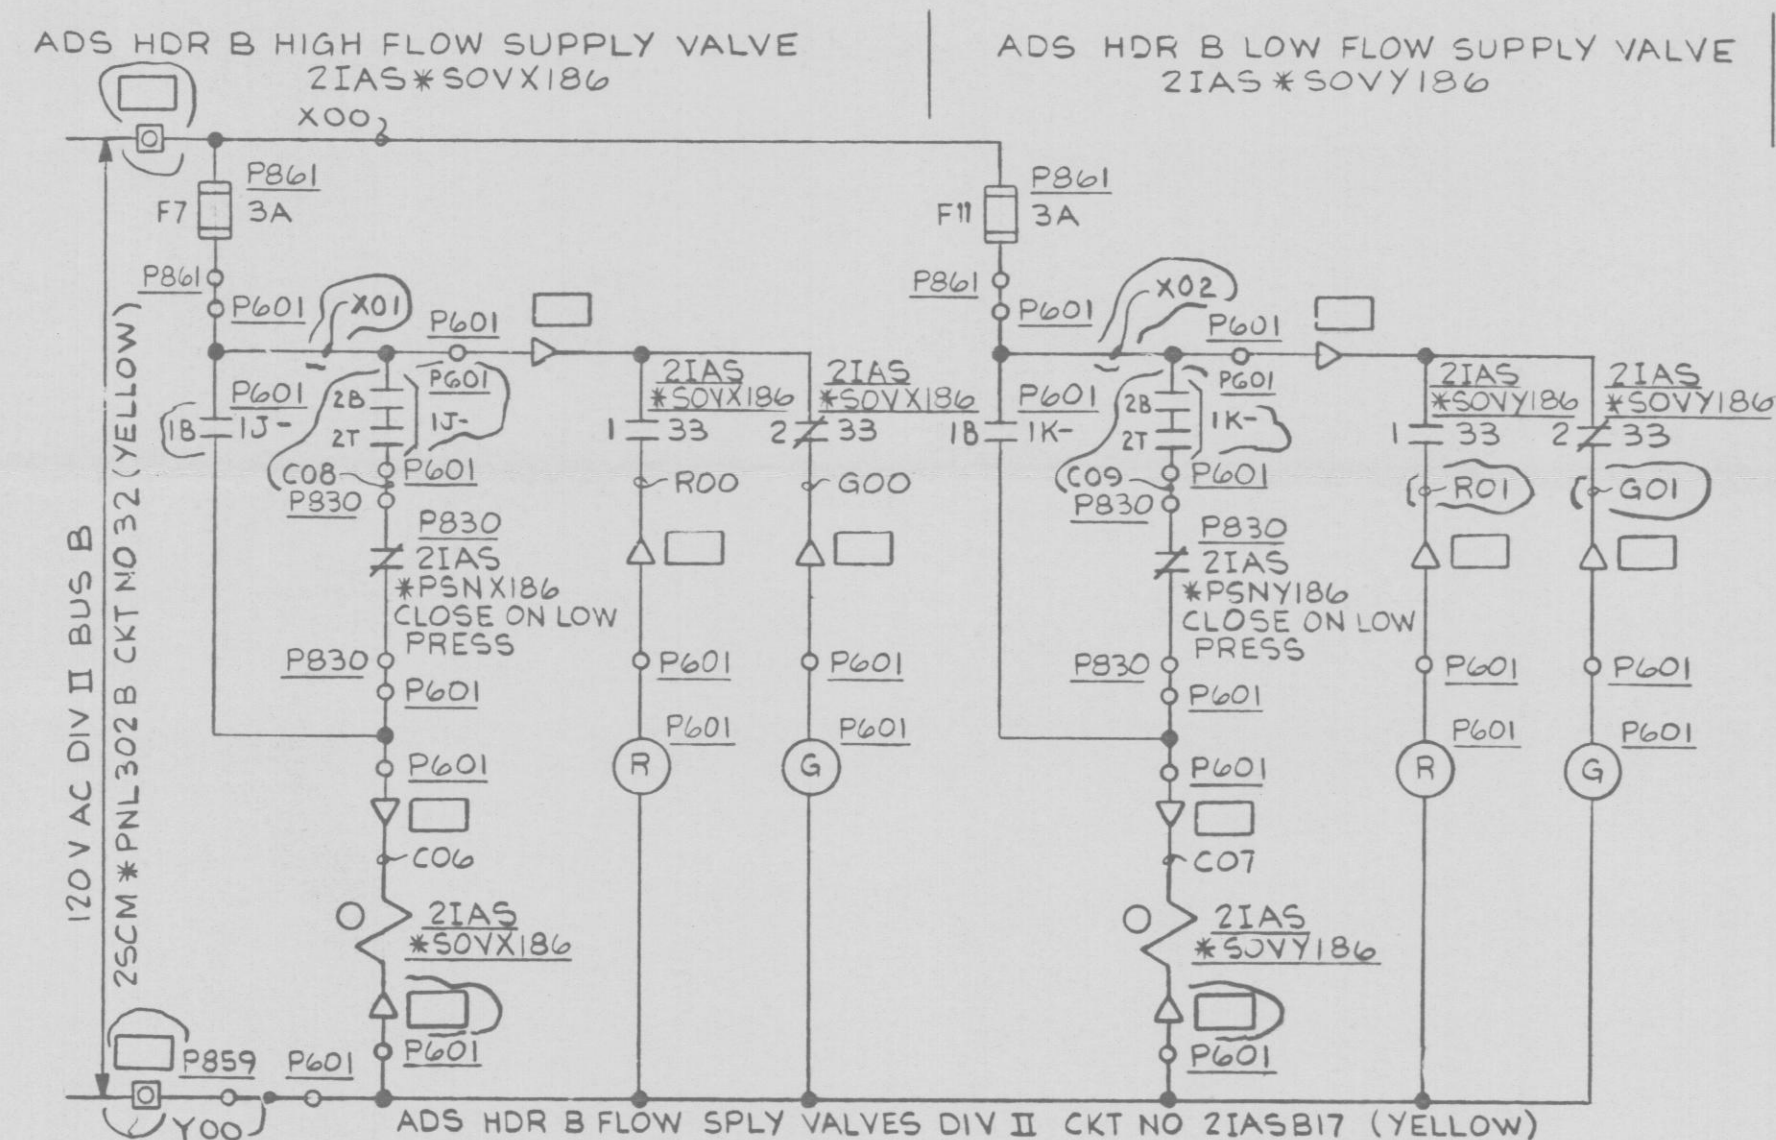 ADS HDR B HIGH FLOW SUPPLY VALVE
2IAS*SOVX186
ADS HDR B LOW FLOW SUPPLY VALVE
2IAS*SOVY186
X00
120 V AC DIV II BUS B
2SCM*PNL302B CKT NO 32 (YELLOW)
F7
P861
3A
P861
P601
X01
P601
P601
1B
1J-
2B
2T
P601
1J-
C08
P601
P830
P830
2IAS
*PSNX186
CLOSE ON LOW
PRESS
P830
P601
P601
C06
2IAS
*SOVX186
P601
2IAS
*SOVX186
1
33
R00
P601
P601
R
2IAS
*SOVX186
2
33
G00
P601
P601
G
F11
P861
3A
P861
P601
X02
P601
P601
1B
1K-
2B
2T
P601
1K-
C09
P601
P830
P830
2IAS
*PSNY186
CLOSE ON LOW
PRESS
P830
P601
P601
C07
2IAS
*SOVY186
P601
2IAS
*SOVY186
1
33
R01
P601
P601
R
2IAS
*SOVY186
2
33
G01
P601
P601
G
P859
P601
Y00
ADS HDR B FLOW SPLY VALVES DIV II CKT NO 2IASB17 (YELLOW)